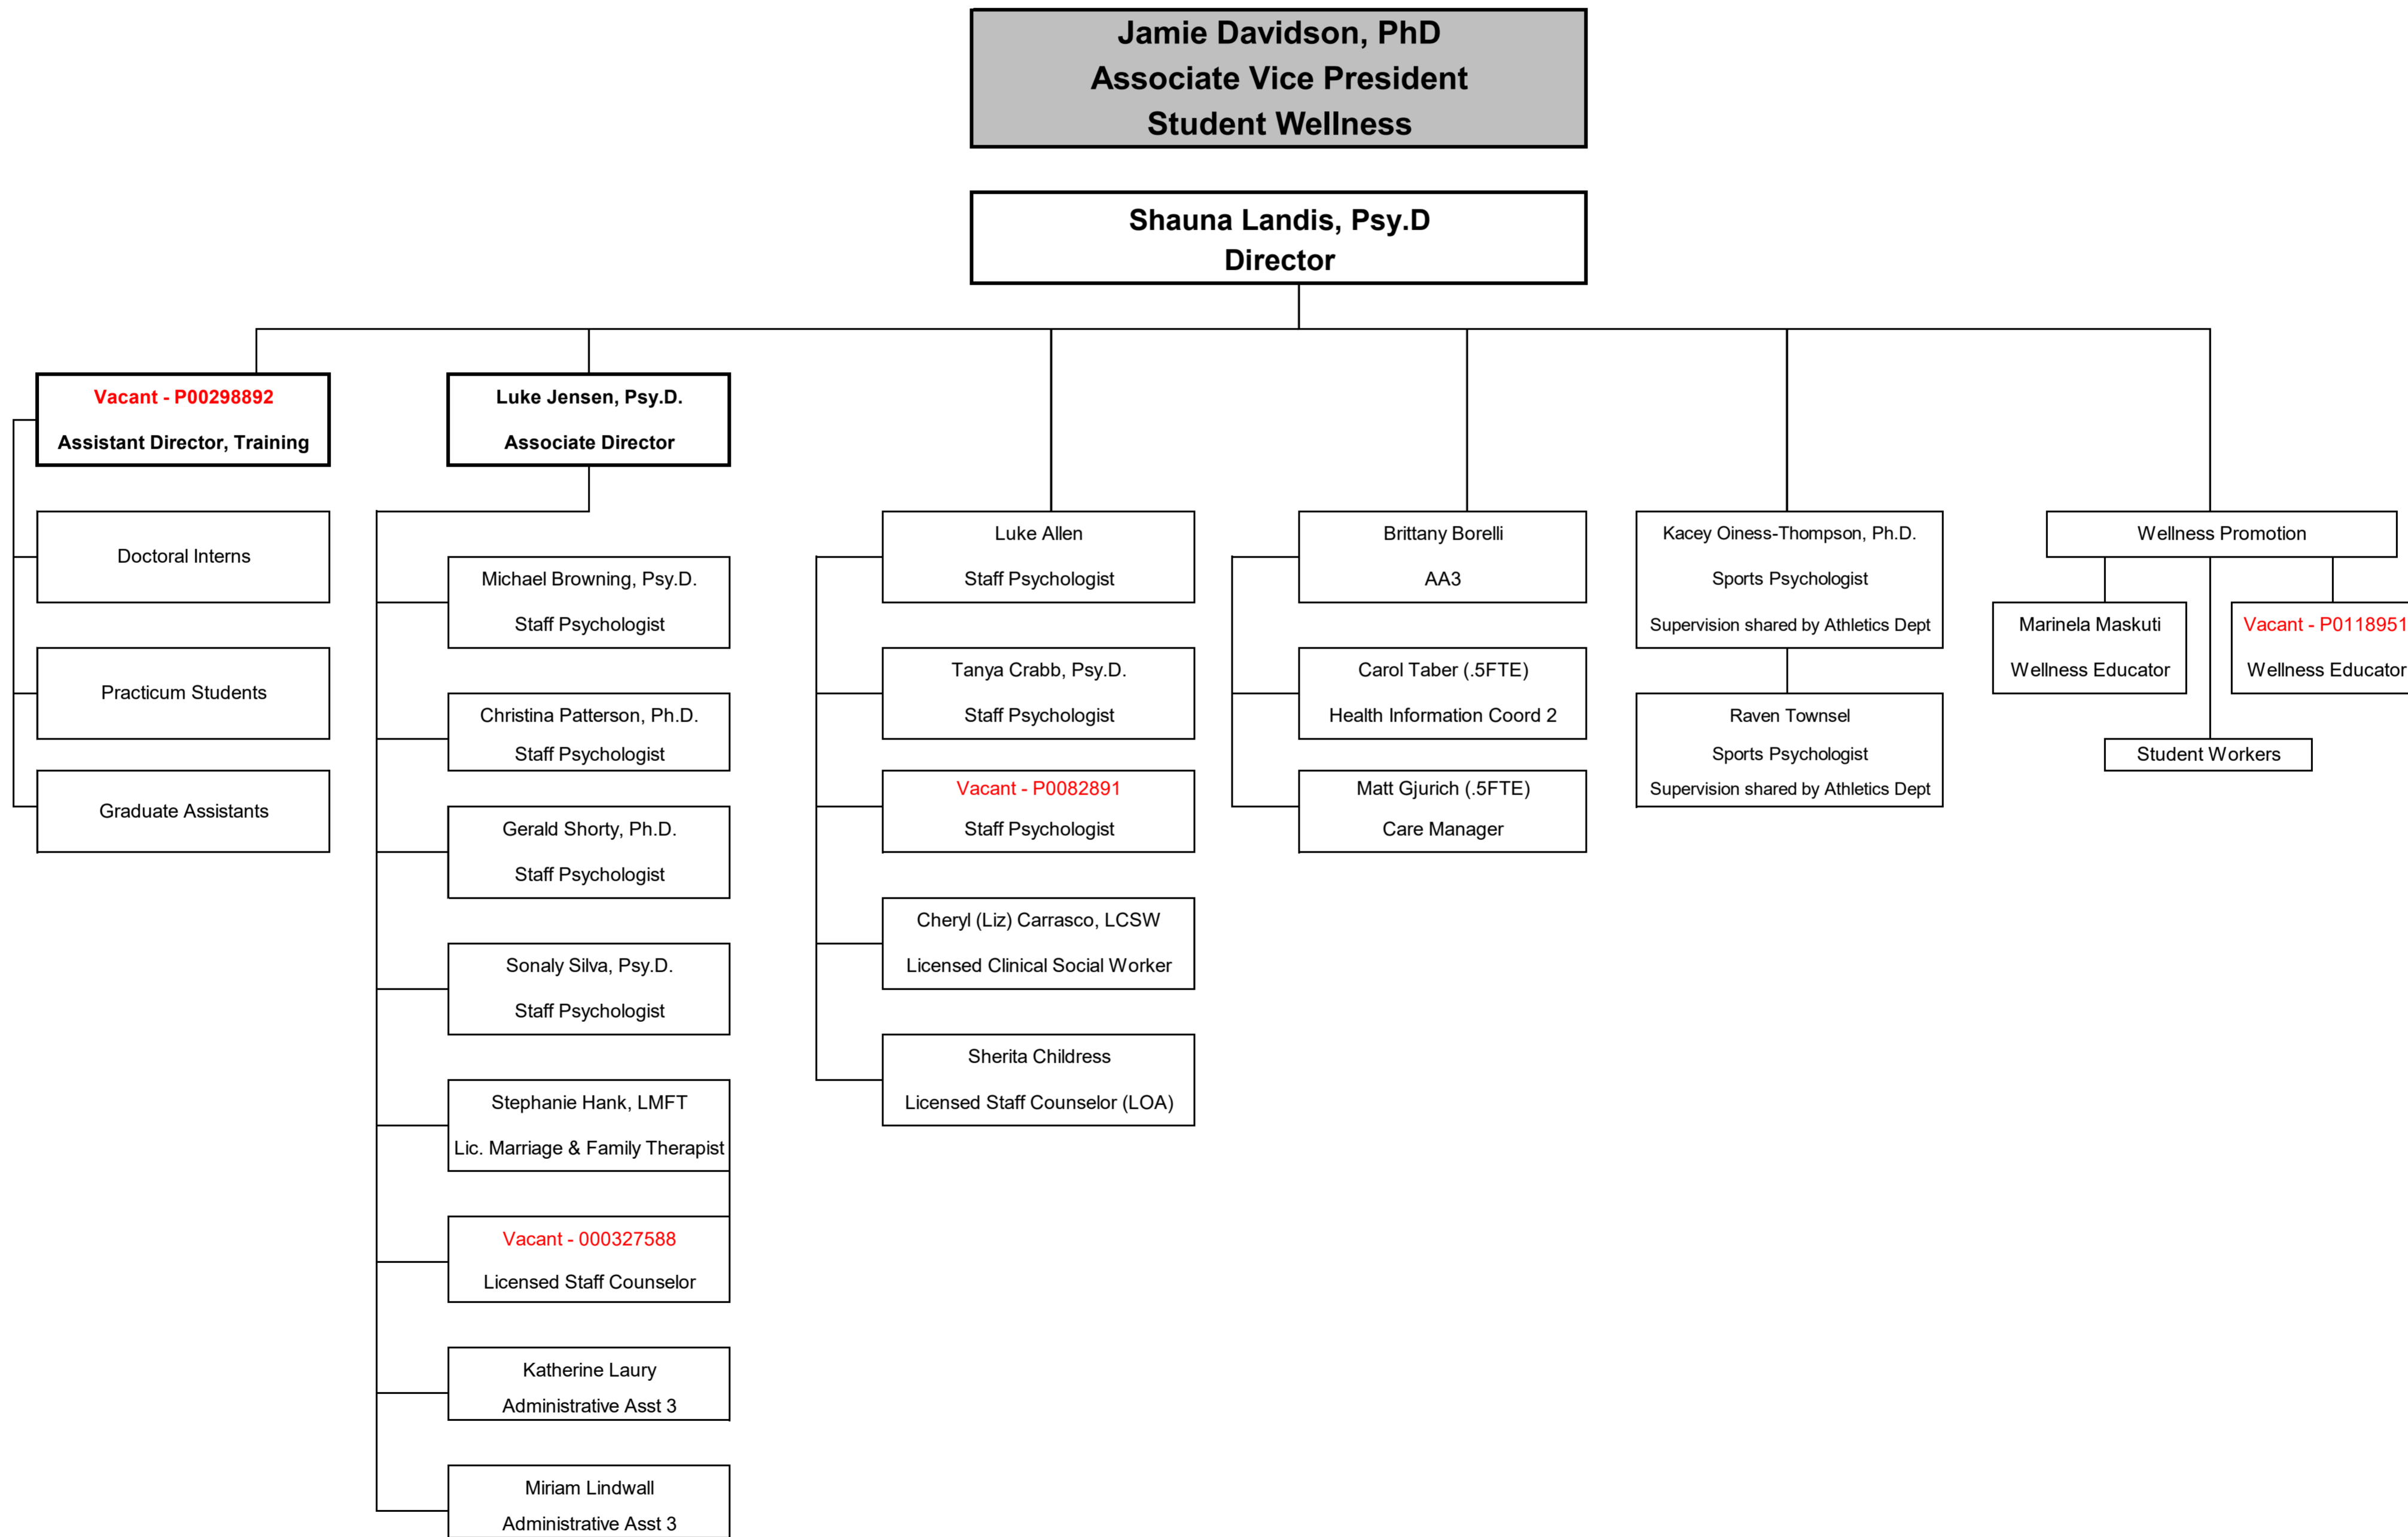 Jamie Davidson, PhD
Associate Vice President
Student Wellness
Shauna Landis, Psy.D
Director
Vacant - P00298892
Assistant Director, Training
Doctoral Interns
Practicum Students
Graduate Assistants
Luke Jensen, Psy.D.
Associate Director
Michael Browning, Psy.D.
Staff Psychologist
Christina Patterson, Ph.D.
Staff Psychologist
Gerald Shorty, Ph.D.
Staff Psychologist
Sonaly Silva, Psy.D.
Staff Psychologist
Stephanie Hank, LMFT
Lic. Marriage & Family Therapist
Vacant - 000327588
Licensed Staff Counselor
Katherine Laury
Administrative Asst 3
Miriam Lindwall
Administrative Asst 3
Luke Allen
Staff Psychologist
Tanya Crabb, Psy.D.
Staff Psychologist
Vacant - P0082891
Staff Psychologist
Cheryl (Liz) Carrasco, LCSW
Licensed Clinical Social Worker
Sherita Childress
Licensed Staff Counselor (LOA)
Brittany Borelli
AA3
Carol Taber (.5FTE)
Health Information Coord 2
Matt Gjurich (.5FTE)
Care Manager
Kacey Oiness-Thompson, Ph.D.
Sports Psychologist
Supervision shared by Athletics Dept
Raven Townsel
Sports Psychologist
Supervision shared by Athletics Dept
Wellness Promotion
Marinela Maskuti
Wellness Educator
Vacant - P0118951
Wellness Educator
Student Workers